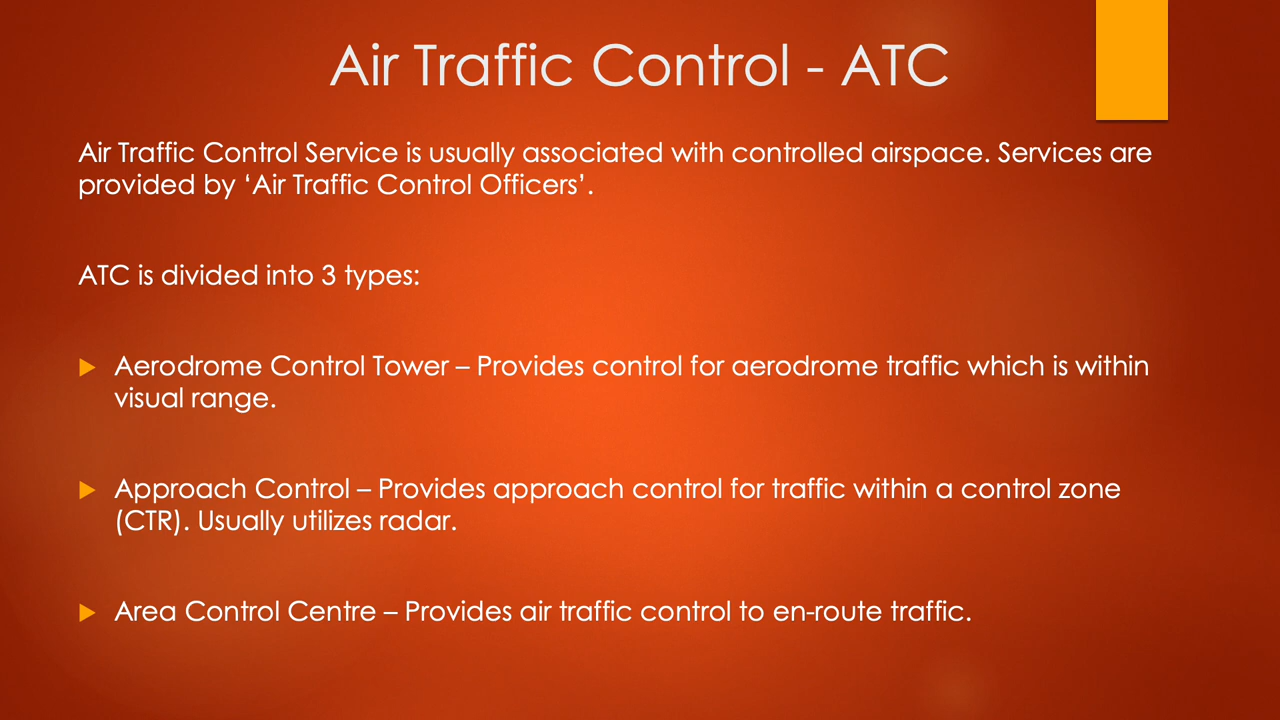 Air Traffic Control - ATC
Air Traffic Control Service is usually associated with controlled airspace. Services are
provided by ‘Air Traffic Control Officers’.
ATC is divided into 3 types:
Aerodrome Control Tower – Provides control for aerodrome traffic which is within
visual range.
Approach Control – Provides approach control for traffic within a control zone
(CTR). Usually utilizes radar.
Area Control Centre – Provides air traffic control to en-route traffic.